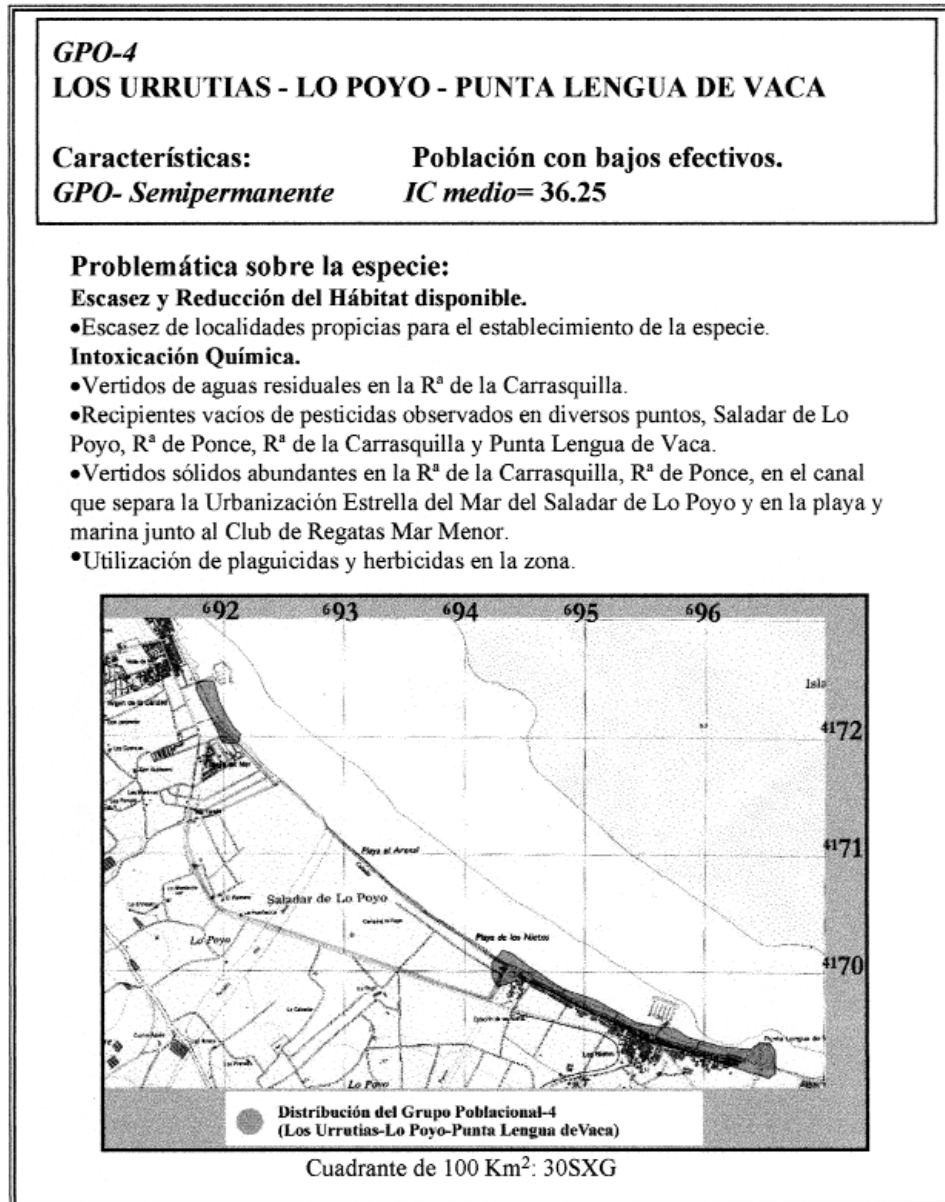 GPO-4
LOS URRUTIAS - LO POYO - PUNTA LENGUA DE VACA
Características: Población con bajos efectivos.
GPO- Semipermanente IC medio= 36.25
Problemática sobre la especie:
Escasez y Reducción del Hábitat disponible.
•Escasez de localidades propicias para el establecimiento de la especie.
Intoxicación Química.
•Vertidos de aguas residuales en la Rª de la Carrasquilla.
•Recipientes vacíos de pesticidas observados en diversos puntos, Saladar de Lo
Poyo, Rª de Ponce, Rª de la Carrasquilla y Punta Lengua de Vaca.
•Vertidos sólidos abundantes en la Rª de la Carrasquilla, Rª de Ponce, en el canal
que separa la Urbanización Estrella del Mar del Saladar de Lo Poyo y en la playa y
marina junto al Club de Regatas Mar Menor.
•Utilización de plaguicidas y herbicidas en la zona.
692 693 694 695 696
Isla
4172
4171
Playa el Arenal
Saladar de Lo Poyo
Lo Poyo
Playa de los Nietos
4170
Punta Lengua de
Los Nietos
Lo Poyo
Distribución del Grupo Poblacional-4
(Los Urrutias-Lo Poyo-Punta Lengua deVaca)
Cuadrante de 100 Km²: 30SXG